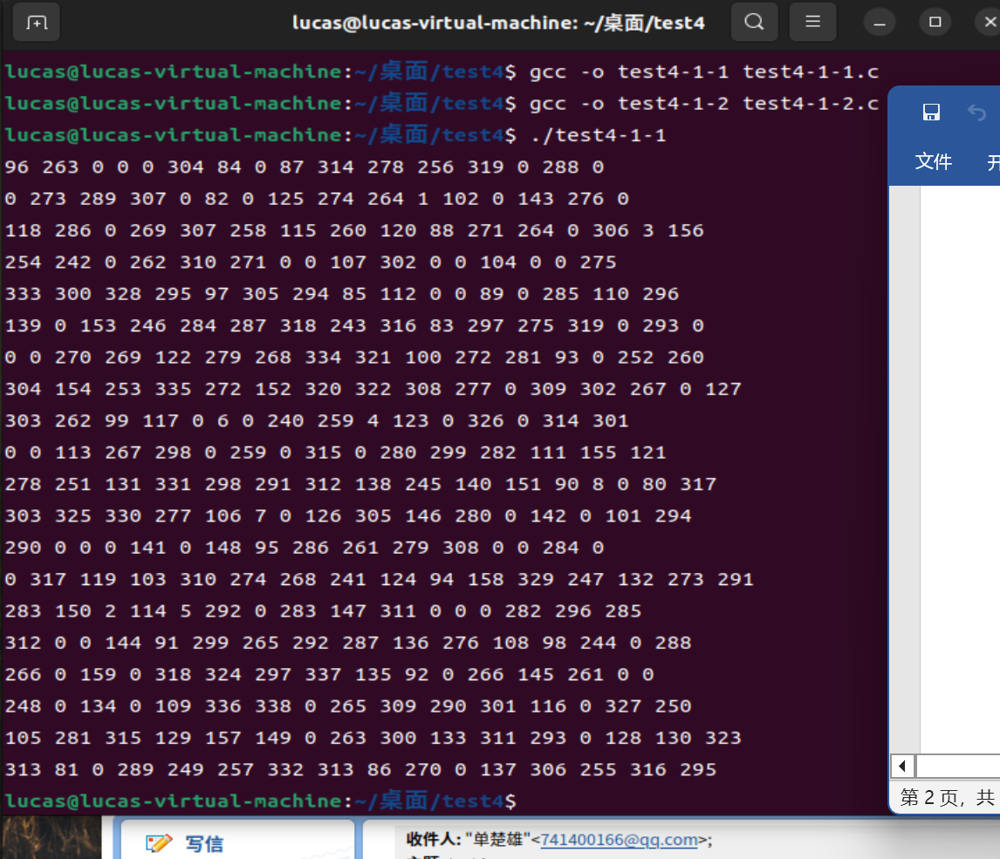 lucas@lucas-virtual-machine: ~/桌面/test4
lucas@lucas-virtual-machine:~/桌面/test4$ gcc -o test4-1-1 test4-1-1.c
lucas@lucas-virtual-machine:~/桌面/test4$ gcc -o test4-1-2 test4-1-2.c
lucas@lucas-virtual-machine:~/桌面/test4$ ./test4-1-1
96 263 0 0 0 304 84 0 87 314 278 256 319 0 288 0
0 273 289 307 0 82 0 125 274 264 1 102 0 143 276 0
118 286 0 269 307 258 115 260 120 88 271 264 0 306 3 156
254 242 0 262 310 271 0 0 107 302 0 0 104 0 0 275
333 300 328 295 97 305 294 85 112 0 0 89 0 285 110 296
139 0 153 246 284 287 318 243 316 83 297 275 319 0 293 0
0 0 270 269 122 279 268 334 321 100 272 281 93 0 252 260
304 154 253 335 272 152 320 322 308 277 0 309 302 267 0 127
303 262 99 117 0 6 0 240 259 4 123 0 326 0 314 301
0 0 113 267 298 0 259 0 315 0 280 299 282 111 155 121
278 251 131 331 298 291 312 138 245 140 151 90 8 0 80 317
303 325 330 277 106 7 0 126 305 146 280 0 142 0 101 294
290 0 0 0 141 0 148 95 286 261 279 308 0 0 284 0
0 317 119 103 310 274 268 241 124 94 158 329 247 132 273 291
283 150 2 114 5 292 0 283 147 311 0 0 0 282 296 285
312 0 0 144 91 299 265 292 287 136 276 108 98 244 0 288
266 0 159 0 318 324 297 337 135 92 0 266 145 261 0 0
248 0 134 0 109 336 338 0 265 309 290 301 116 0 327 250
105 281 315 129 157 149 0 263 300 133 311 293 0 128 130 323
313 81 0 289 249 257 332 313 86 270 0 137 306 255 316 295
lucas@lucas-virtual-machine:~/桌面/test4$
文件
第 2 页，共
写信
收件人: "单楚雄"<741400166@qq.com>;